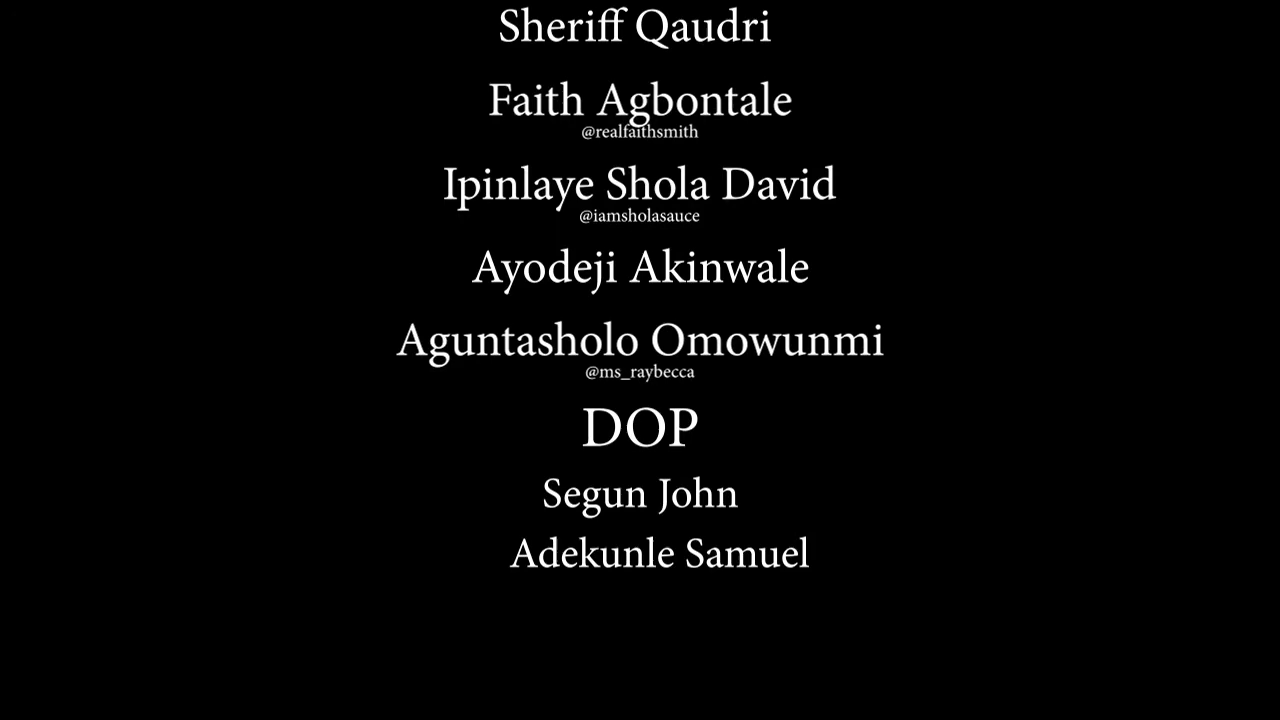 Sheriff Qaudri
Faith Agbontale
@realfaithsmith
Ipinlaye Shola David
@iamsholasauce
Ayodeji Akinwale
Aguntasholo Omowunmi
@ms_raybecca
DOP
Segun John
Adekunle Samuel